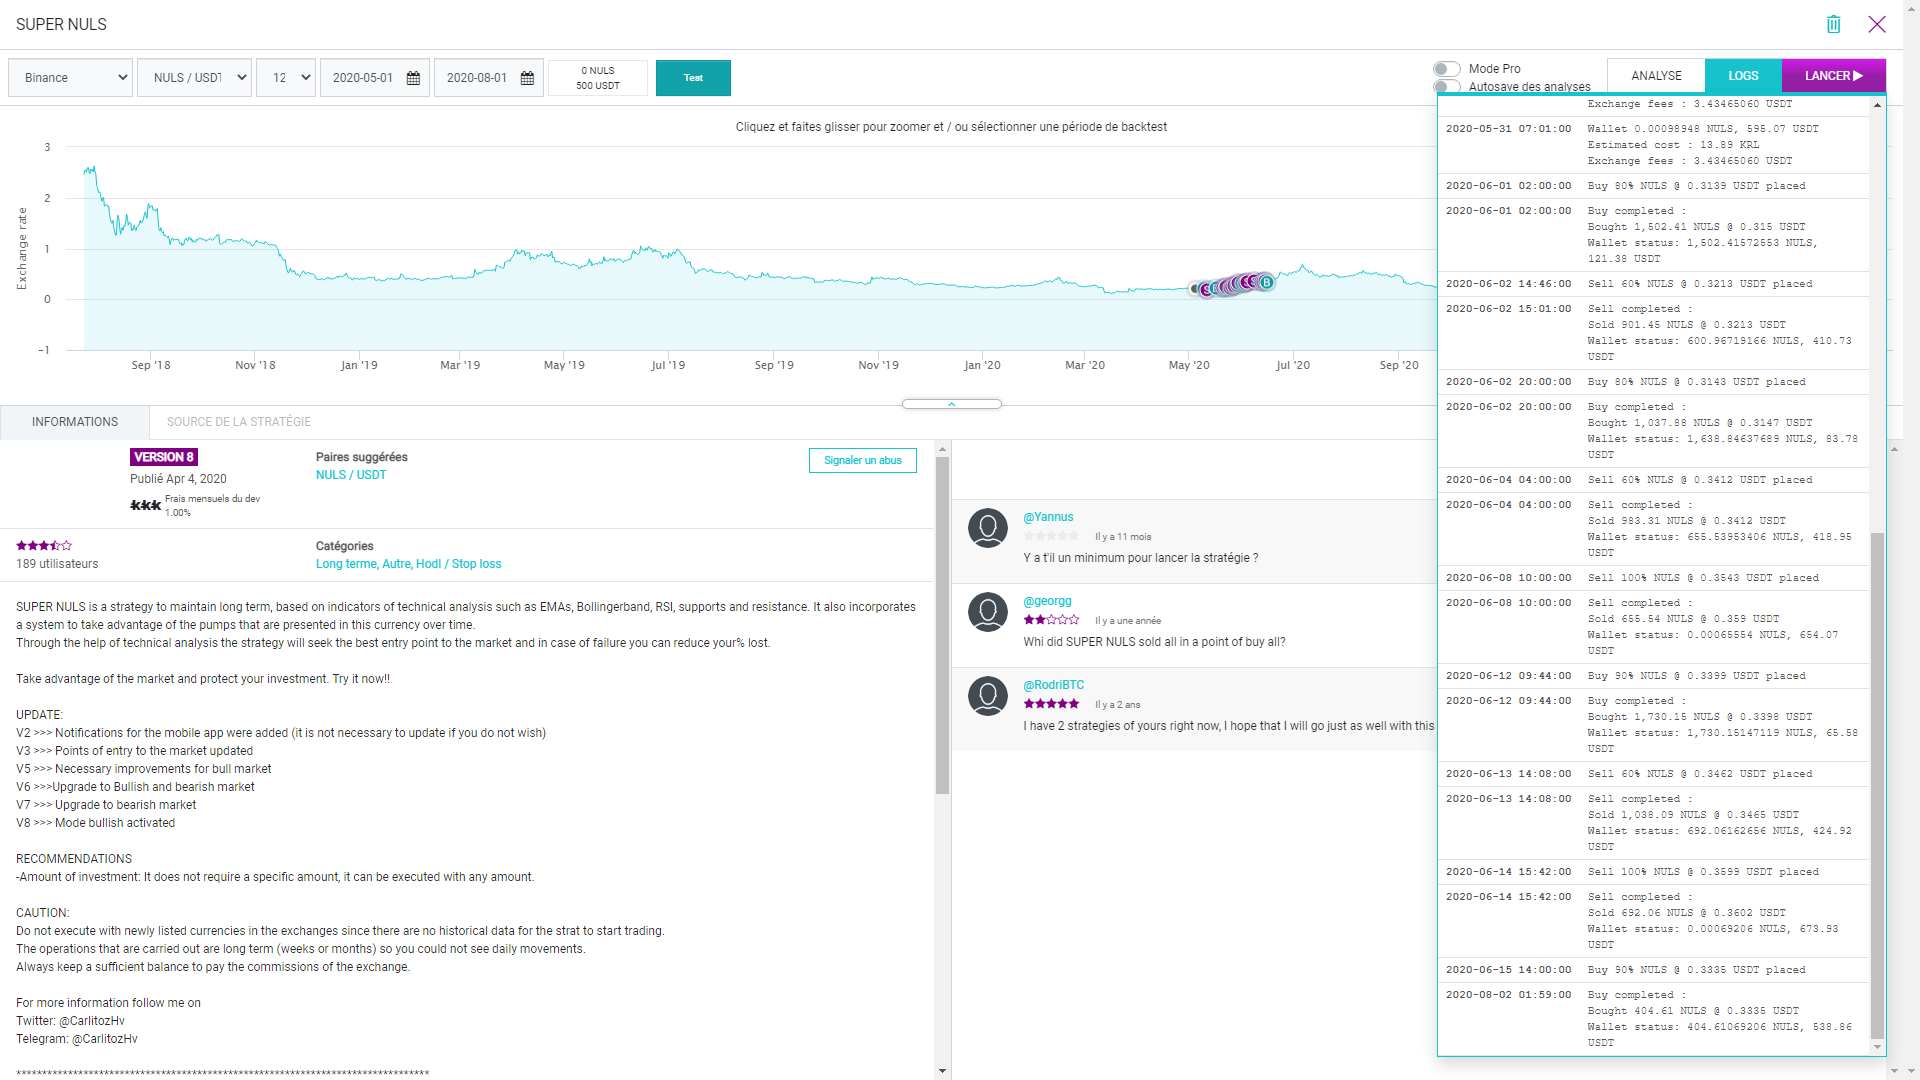 SUPER NULS
Binance
NULS / USDT
12
2020-05-01
2020-08-01
0 NULS
500 USDT
Test
Mode Pro
Autosave des analyses
ANALYSE
LOGS
LANCER
Cliquez et faites glisser pour zoomer et / ou sélectionner une période de backtest
Exchange rate
3
2
1
0
-1
Sep '18
Nov '18
Jan '19
Mar '19
May '19
Jul '19
Sep '19
Nov '19
Jan '20
Mar '20
May '20
Jul '20
Sep '20
B
INFORMATIONS
SOURCE DE LA STRATÉGIE
VERSION 8
Publié Apr 4, 2020
Frais mensuels du dev
1.00%
Paires suggérées
NULS / USDT
Signaler un abus
189 utilisateurs
Catégories
Long terme, Autre, Hodl / Stop loss
SUPER NULS is a strategy to maintain long term, based on indicators of technical analysis such as EMAs, Bollingerband, RSI, supports and resistance. It also incorporates
a system to take advantage of the pumps that are presented in this currency over time.
Through the help of technical analysis the strategy will seek the best entry point to the market and in case of failure you can reduce your% lost.
Take advantage of the market and protect your investment. Try it now!!
UPDATE:
V2 >>> Notifications for the mobile app were added (it is not necessary to update if you do not wish)
V3 >>> Points of entry to the market updated
V5 >>> Necessary improvements for bull market
V6 >>>Upgrade to Bullish and bearish market
V7 >>> Upgrade to bearish market
V8 >>> Mode bullish activated
RECOMMENDATIONS
-Amount of investment: It does not require a specific amount, it can be executed with any amount.
CAUTION:
Do not execute with newly listed currencies in the exchanges since there are no historical data for the strat to start trading.
The operations that are carried out are long term (weeks or months) so you could not see daily movements.
Always keep a sufficient balance to pay the commissions of the exchange.
For more information follow me on
Twitter: @CarlitozHv
Telegram: @CarlitozHv
@Yannus
Il y a 11 mois
Y a t'il un minimum pour lancer la stratégie ?
@georgg
Il y a une année
Whi did SUPER NULS sold all in a point of buy all?
@RodriBTC
Il y a 2 ans
I have 2 strategies of yours right now, I hope that I will go just as well with this
Exchange fees : 3.43465060 USDT
2020-05-31 07:01:00 Wallet 0.00098948 NULS, 595.07 USDT
Estimated cost : 13.89 KRL
Exchange fees : 3.43465060 USDT
2020-06-01 02:00:00 Buy 80% NULS @ 0.3139 USDT placed
2020-06-01 02:00:00 Buy completed :
Bought 1,502.41 NULS @ 0.315 USDT
Wallet status: 1,502.41572553 NULS,
121.38 USDT
2020-06-02 14:46:00 Sell 60% NULS @ 0.3213 USDT placed
2020-06-02 15:01:00 Sell completed :
Sold 901.45 NULS @ 0.3213 USDT
Wallet status: 600.96719166 NULS, 410.73
USDT
2020-06-02 20:00:00 Buy 80% NULS @ 0.3143 USDT placed
2020-06-02 20:00:00 Buy completed :
Bought 1,037.88 NULS @ 0.3147 USDT
Wallet status: 1,638.84637689 NULS, 83.78
USDT
2020-06-04 04:00:00 Sell 60% NULS @ 0.3412 USDT placed
2020-06-04 04:00:00 Sell completed :
Sold 983.31 NULS @ 0.3412 USDT
Wallet status: 655.53953406 NULS, 418.95
USDT
2020-06-08 10:00:00 Sell 100% NULS @ 0.3543 USDT placed
2020-06-08 10:00:00 Sell completed :
Sold 655.54 NULS @ 0.359 USDT
Wallet status: 0.00065554 NULS, 654.07
USDT
2020-06-12 09:44:00 Buy 90% NULS @ 0.3399 USDT placed
2020-06-12 09:44:00 Buy completed :
Bought 1,730.15 NULS @ 0.3398 USDT
Wallet status: 1,730.15147119 NULS, 65.58
USDT
2020-06-13 14:08:00 Sell 60% NULS @ 0.3462 USDT placed
2020-06-13 14:08:00 Sell completed :
Sold 1,038.09 NULS @ 0.3465 USDT
Wallet status: 692.06162656 NULS, 424.92
USDT
2020-06-14 15:42:00 Sell 100% NULS @ 0.3599 USDT placed
2020-06-14 15:42:00 Sell completed :
Sold 692.06 NULS @ 0.3602 USDT
Wallet status: 0.00069206 NULS, 673.93
USDT
2020-06-15 14:00:00 Buy 90% NULS @ 0.3335 USDT placed
2020-08-02 01:59:00 Buy completed :
Bought 404.61 NULS @ 0.3335 USDT
Wallet status: 404.61069206 NULS, 538.86
USDT